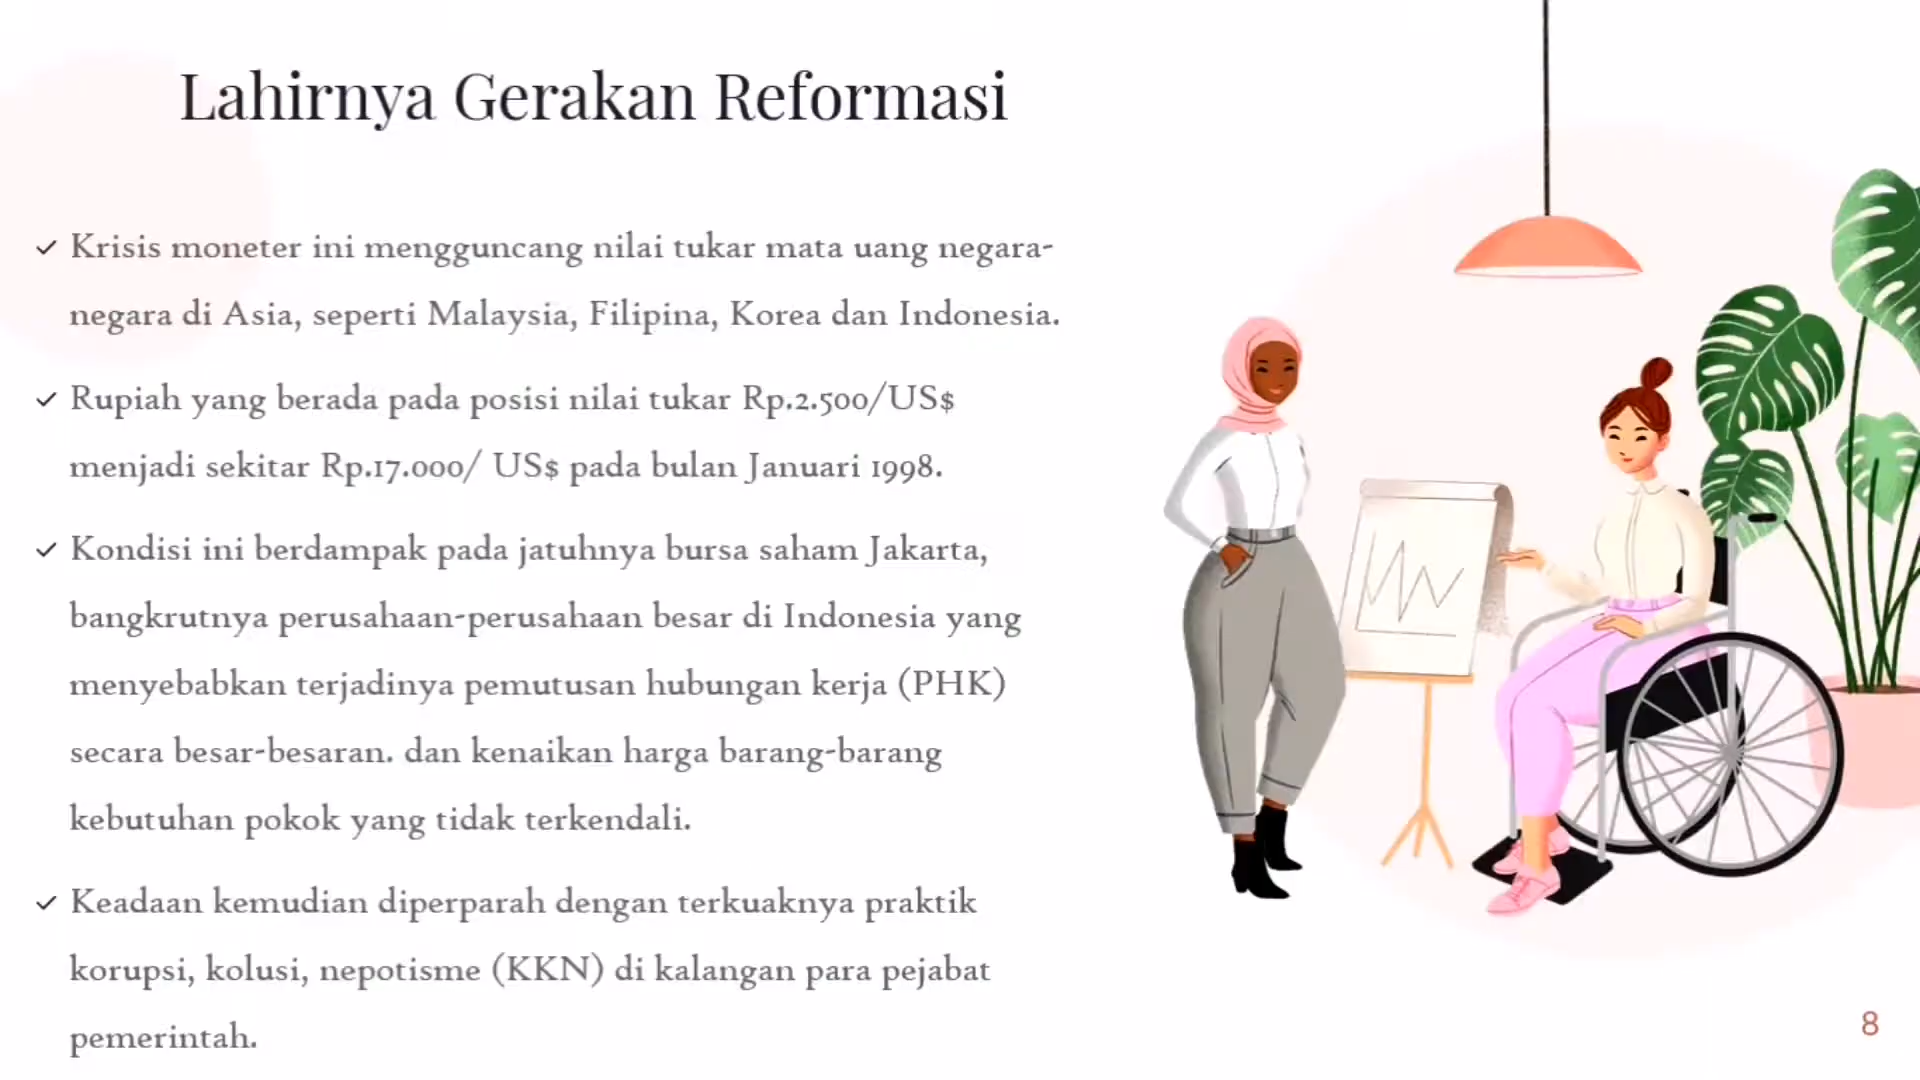 Lahirnya Gerakan Reformasi
✓ Krisis moneter ini mengguncang nilai tukar mata uang negara-
negara di Asia, seperti Malaysia, Filipina, Korea dan Indonesia.
✓ Rupiah yang berada pada posisi nilai tukar Rp.2.500/US$
menjadi sekitar Rp.17.000/ US$ pada bulan Januari 1998.
✓ Kondisi ini berdampak pada jatuhnya bursa saham Jakarta,
bangkrutnya perusahaan-perusahaan besar di Indonesia yang
menyebabkan terjadinya pemutusan hubungan kerja (PHK)
secara besar-besaran. dan kenaikan harga barang-barang
kebutuhan pokok yang tidak terkendali.
✓ Keadaan kemudian diperparah dengan terkuaknya praktik
korupsi, kolusi, nepotisme (KKN) di kalangan para pejabat
pemerintah.
8